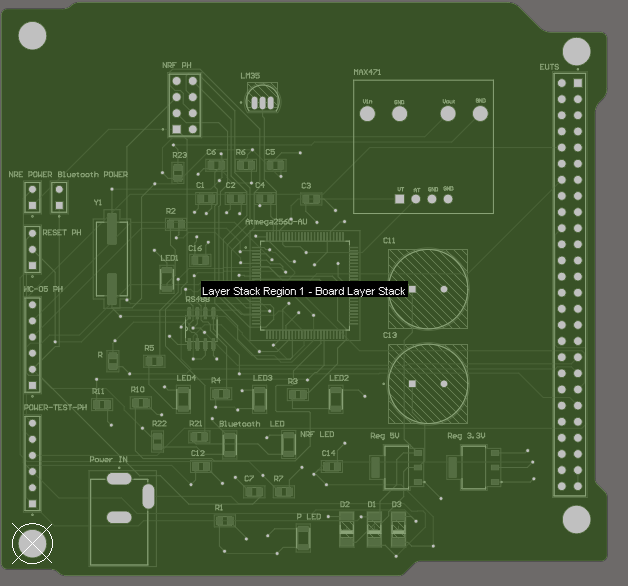 NRF PH
LM35
MAX471
EUTS
Vin
GND
Vout
GND
R23
C6
R6
C5
NRE POWER
Bluetooth POWER
VT
AT
GND
GND
C1
C2
C4
C3
Y1
R2
Atmega2560-AU
RESET PH
C11
C16
LED1
HC-05 PH
Layer Stack Region 1 - Board Layer Stack
RS488
C13
R5
R
LED4
R4
LED3
R3
LED2
R11
R10
POWER-TEST-PH
R22
R21
Bluetooth LED
NRF LED
Reg 5V
Reg 3.3V
Power IN
C12
C14
C7
R7
R1
P LED
D2
D1
D3